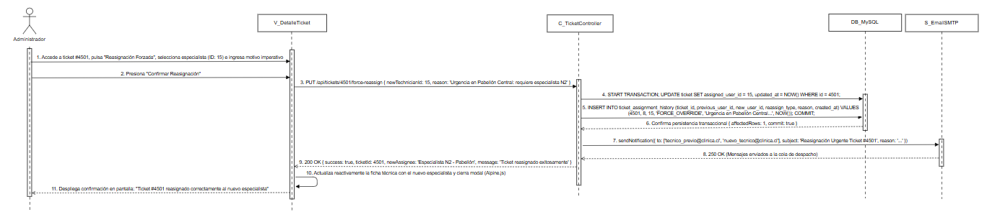 Administrador
V_DetalleTicket
C_TicketController
DB_MySQL
S_EmailSMTP
1. Accede a ticket #4501, pulsa "Reasignación Forzada", selecciona especialista (ID: 15) e ingresa motivo imperativo
2. Presiona "Confirmar Reasignación"
3. PUT /api/tickets/4501/force-reassign { newTechnicianId: 15, reason: 'Urgencia en Pabellón Central: requiere especialista N2' }
4. START TRANSACTION; UPDATE ticket SET assigned_user_id = 15, updated_at = NOW() WHERE id = 4501;
5. INSERT INTO ticket_assignment_history (ticket_id, previous_user_id, new_user_id, reassign_type, reason, created_at) VALUES
(4501, 8, 15, 'FORCE_OVERRIDE', 'Urgencia en Pabellón Central...', NOW()); COMMIT;
6. Confirma persistencia transaccional { affectedRows: 1, commit: true }
7. sendNotification({ to: ['tecnico_previo@clinica.cl', 'nuevo_tecnico@clinica.cl'], subject: 'Reasignación Urgente Ticket #4501', reason: '...' })
8. 250 OK (Mensajes enviados a la cola de despacho)
9. 200 OK { success: true, ticketId: 4501, newAssignee: 'Especialista N2 - Pabellón', message: 'Ticket reasignado exitosamente' }
10. Actualiza reactivamente la ficha técnica con el nuevo especialista y cierra modal (Alpine.js)
11. Despliega confirmación en pantalla: "Ticket #4501 reasignado correctamente al nuevo especialista"